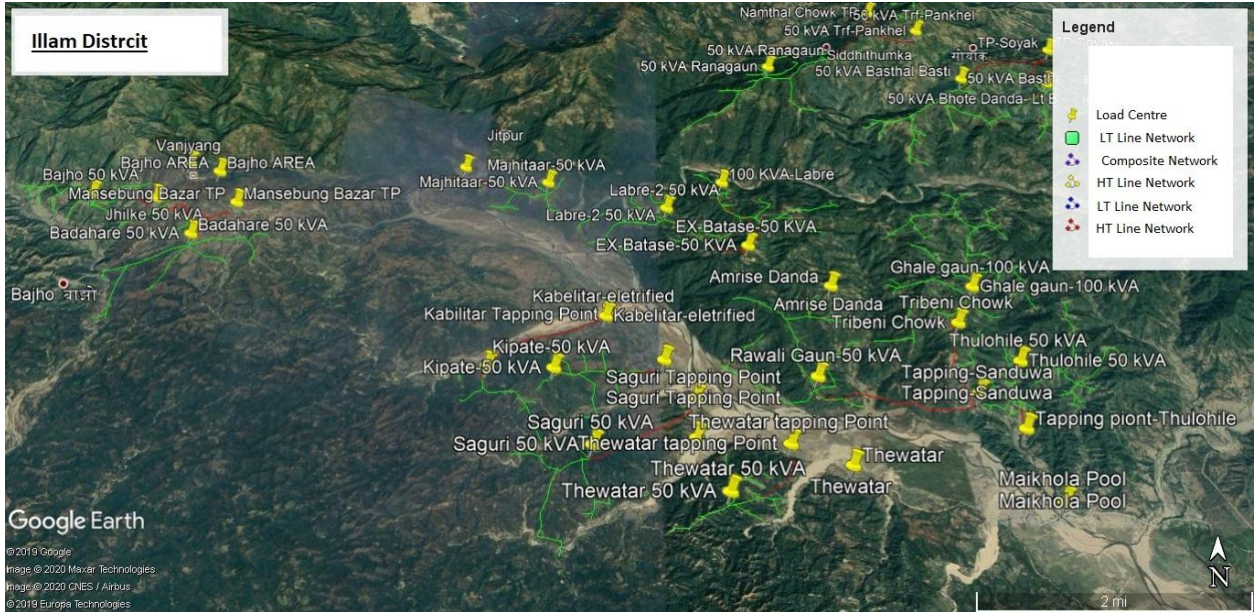 Illam Distrcit
Namthal Chowk TP
50 kVA Trf-Pankhel
50 kVA Trf-Pankhel
Legend
50 kVA Ranagaun
Siddhithumka
TP-Soyak
सोयाक
50 kVA Ranagaun
50 kVA Basthal Basti
50 kVA Bhote Danda- Lt
Load Centre
LT Line Network
Composite Network
HT Line Network
LT Line Network
HT Line Network
Jitpur
Vanjyang
Bajho AREA
Bajho AREA
Bajho 50 kVA
Majhitaar-50 kVA
Majhitaar-50 kVA
100 KVA-Labre
Mansebung Bazar TP
Mansebung Bazar TP
Labre-2 50 kVA
Jhilke 50 kVA
Labre-2 50 kVA
Badahare 50 kVA
Badahare 50 kVA
EX-Batase-50 KVA
EX-Batase-50 KVA
Bajho बाझो
Amrise Danda
Amrise Danda
Ghale gaun-100 kVA
Ghale gaun-100 kVA
Kabelitar-eletrified
Kabilitar Tapping Point
Kabelitar-eletrified
Tribeni Chowk
Tribeni Chowk
Thulohile 50 kVA
Thulohile 50 kVA
Kipate-50 kVA
Kipate-50 kVA
Rawali Gaun-50 kVA
Saguri Tapping Point
Saguri Tapping Point
Tapping-Sanduwa
Tapping-Sanduwa
Saguri 50 kVA
Saguri 50 kVA
Thewatar tapping Point
Thewatar tapping Point
Tapping piont-Thulohile
Thewatar
Thewatar
Thewatar 50 kVA
Thewatar 50 kVA
Maikhola Pool
Maikhola Pool
Google Earth
© 2019 Google
Image © 2020 Maxar Technologies
Image © 2020 CNES / Airbus
© 2019 Europa Technologies
N
2 mi